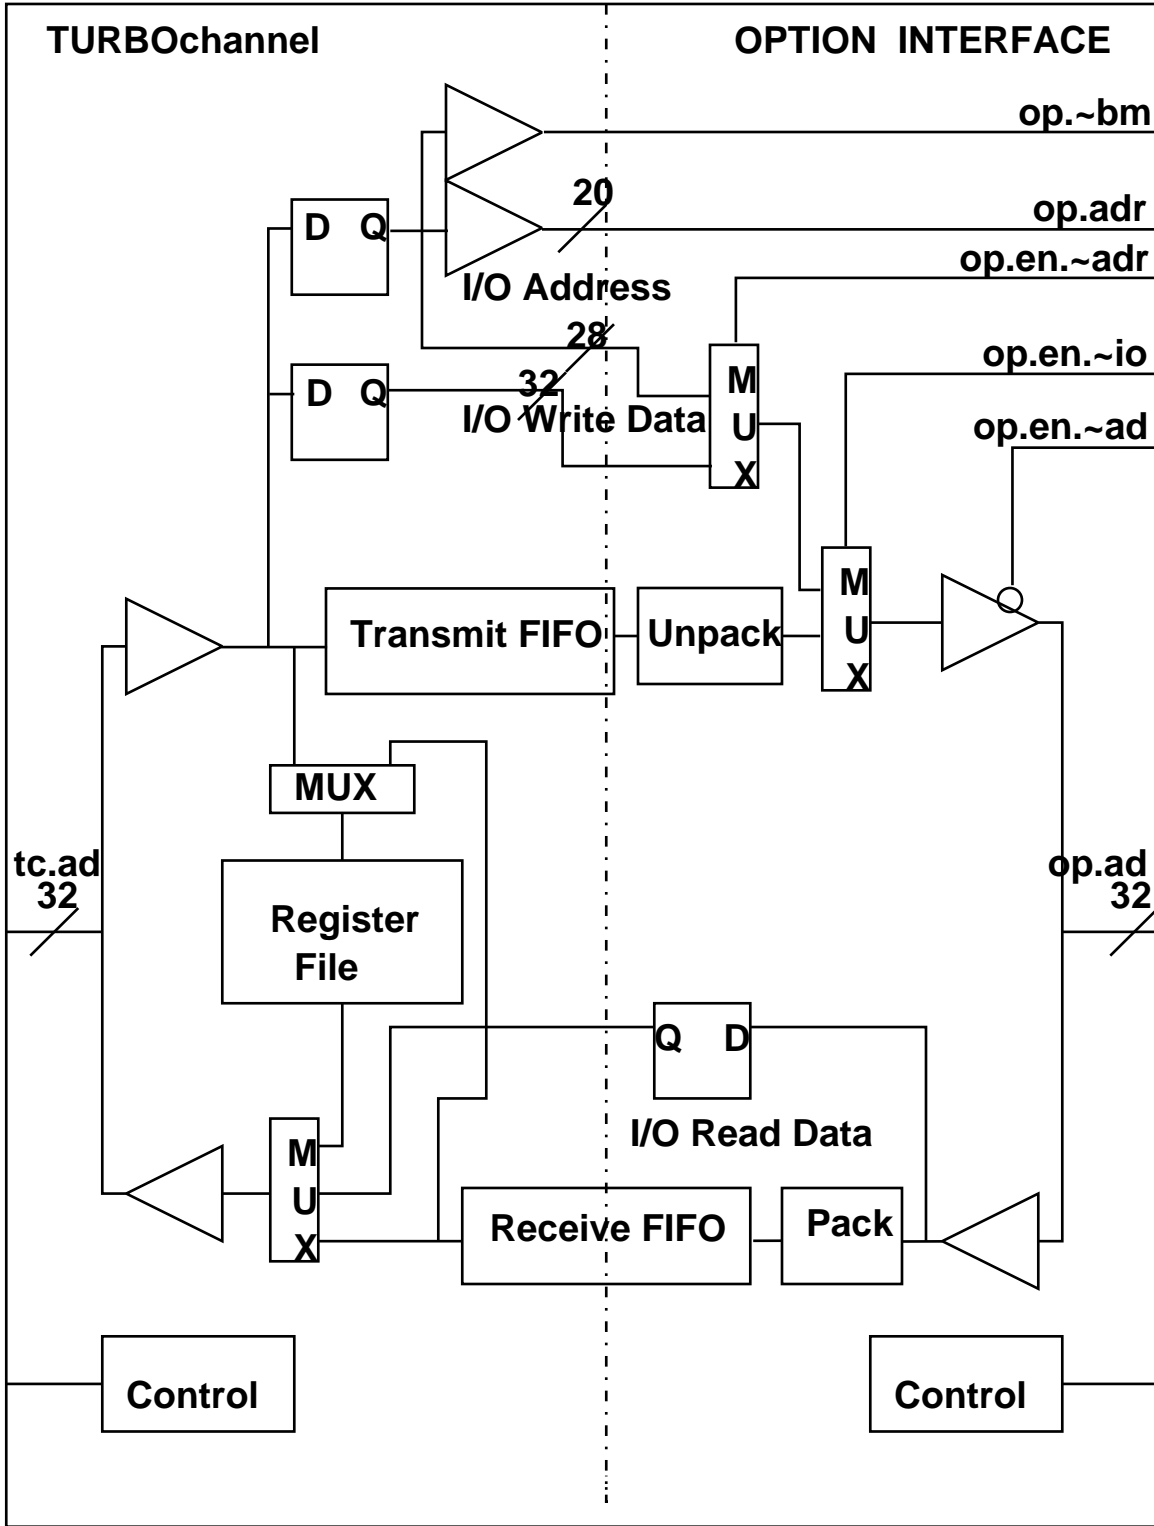 TURBOchannel
OPTION INTERFACE
op.~bm
20
op.adr
D Q
op.en.~adr
I/O Address
28
op.en.~io
32
M
U
X
D Q
I/O Write Data
op.en.~ad
M
U
X
Transmit FIFO
Unpack
MUX
tc.ad
32
op.ad
32
Register
File
Q D
I/O Read Data
M
U
X
Receive FIFO
Pack
Control
Control